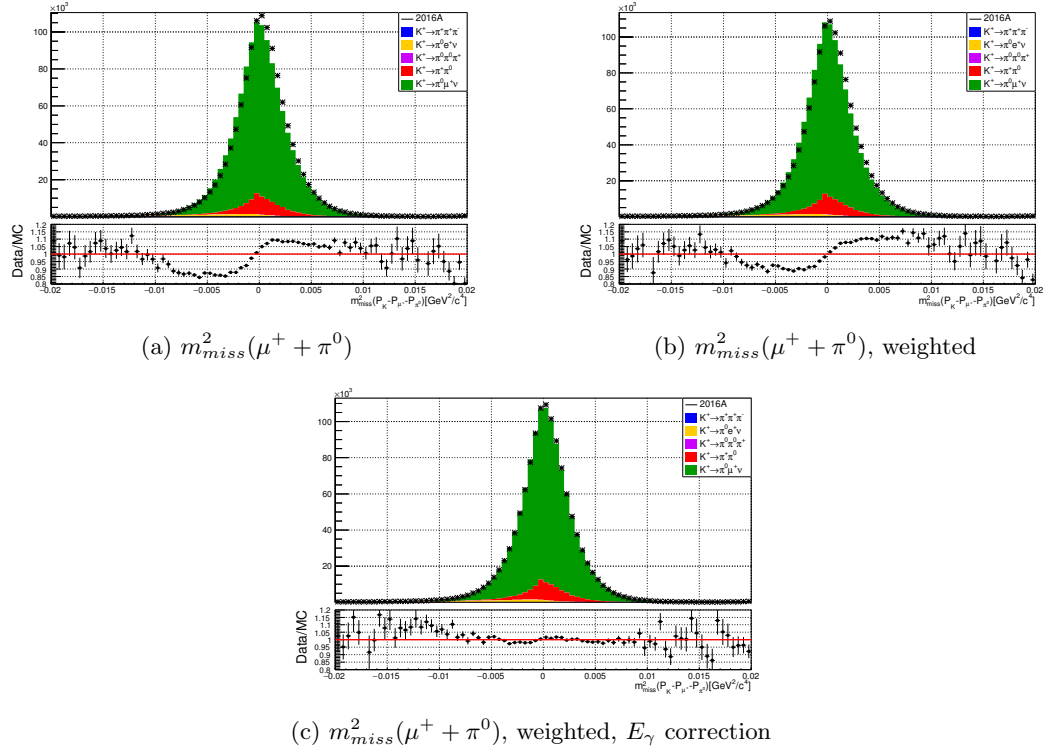 ×10³
— 2016A
K⁺→π⁺π⁺π⁻
K⁺→π⁰e⁺ν
K⁺→π⁰π⁰π⁺
K⁺→π⁺π⁰
K⁺→π⁰μ⁺ν
100
80
60
40
20
Data/MC
1.2
1.15
1.1
1.05
1
0.95
0.9
0.85
0.8
−0.02 −0.015 −0.01 −0.005 0 0.005 0.01 0.015 0.02
m²miss(PK-Pμ+-Pπ0)[GeV²/c⁴]
(a) m²miss(μ⁺ + π⁰)
×10³
— 2016A
K⁺→π⁺π⁺π⁻
K⁺→π⁰e⁺ν
K⁺→π⁰π⁰π⁺
K⁺→π⁺π⁰
K⁺→π⁰μ⁺ν
100
80
60
40
20
Data/MC
1.2
1.15
1.1
1.05
1
0.95
0.9
0.85
0.8
−0.02 −0.015 −0.01 −0.005 0 0.005 0.01 0.015 0.02
m²miss(PK-Pμ+-Pπ0)[GeV²/c⁴]
(b) m²miss(μ⁺ + π⁰), weighted
×10³
— 2016A
K⁺→π⁺π⁺π⁻
K⁺→π⁰e⁺ν
K⁺→π⁰π⁰π⁺
K⁺→π⁺π⁰
K⁺→π⁰μ⁺ν
100
80
60
40
20
Data/MC
1.2
1.15
1.1
1.05
1
0.95
0.9
0.85
0.8
−0.02 −0.015 −0.01 −0.005 0 0.005 0.01 0.015 0.02
m²miss(PK-Pμ+-Pπ0)[GeV²/c⁴]
(c) m²miss(μ⁺ + π⁰), weighted, Eγ correction